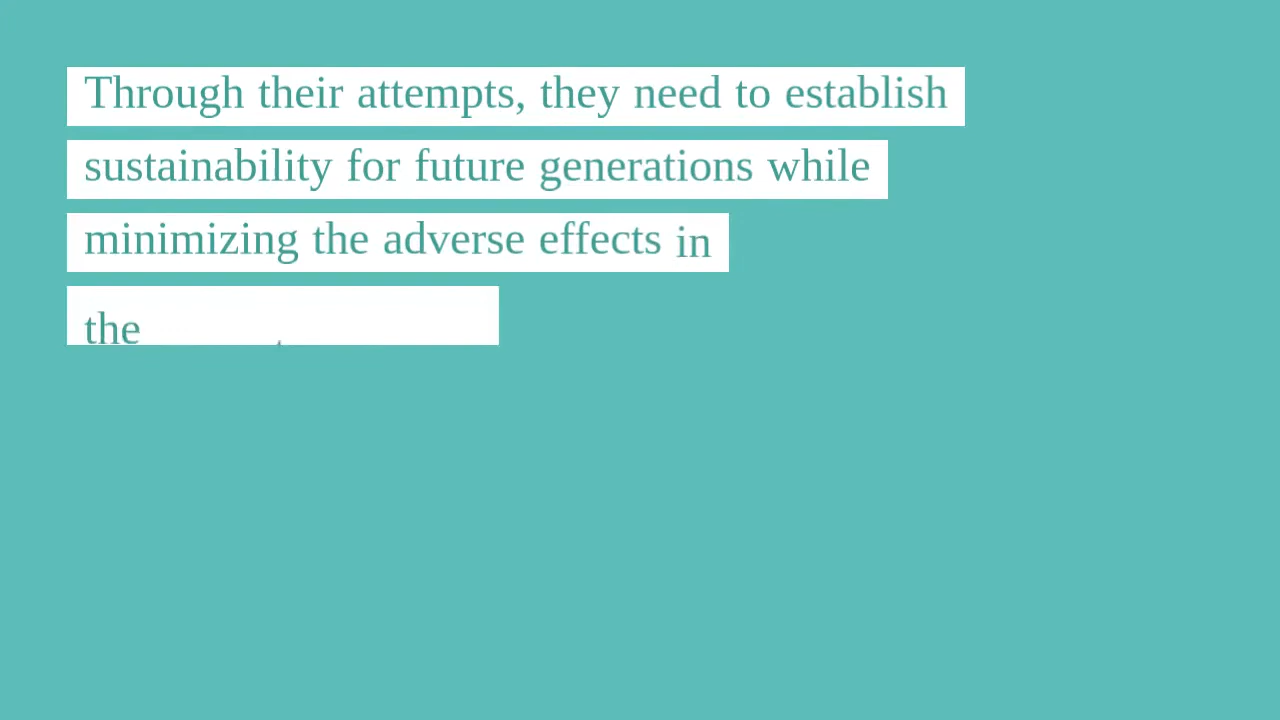 Through their attempts, they need to establish
sustainability for future generations while
minimizing the adverse effects in
the